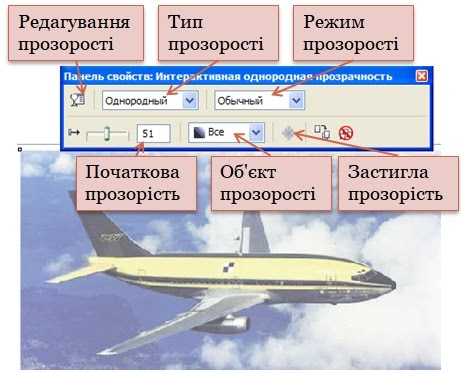 Редагування прозорості
Тип прозорості
Режим прозорості
Панель свойств: Интерактивная однородная прозрачность
Однородный
Обычный
51
Все
Початкова прозорість
Об'єкт прозорості
Застигла прозорість